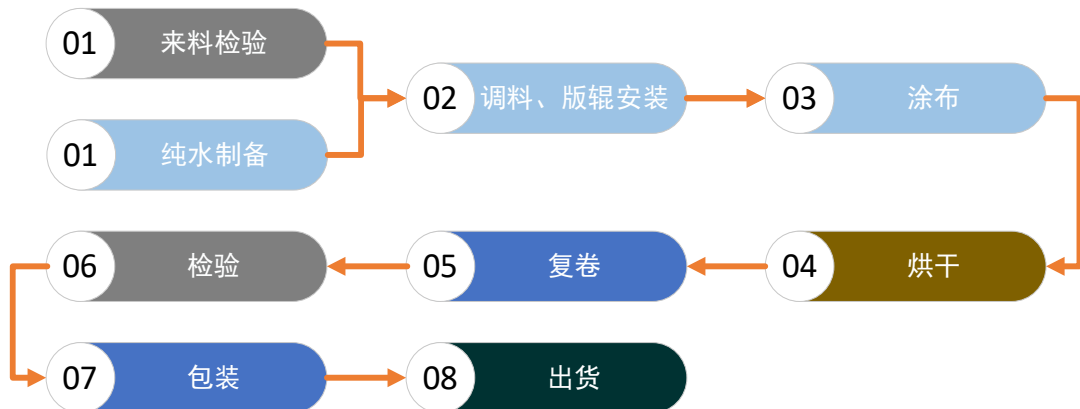 01 来料检验
01 纯水制备
02 调料、版辊安装
03 涂布
04 烘干
05 复卷
06 检验
07 包装
08 出货